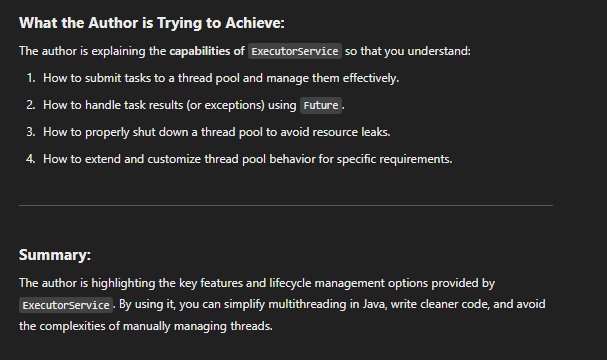 What the Author is Trying to Achieve:
The author is explaining the capabilities of ExecutorService so that you understand:
1. How to submit tasks to a thread pool and manage them effectively.
2. How to handle task results (or exceptions) using Future.
3. How to properly shut down a thread pool to avoid resource leaks.
4. How to extend and customize thread pool behavior for specific requirements.
Summary:
The author is highlighting the key features and lifecycle management options provided by
ExecutorService. By using it, you can simplify multithreading in Java, write cleaner code, and avoid
the complexities of manually managing threads.